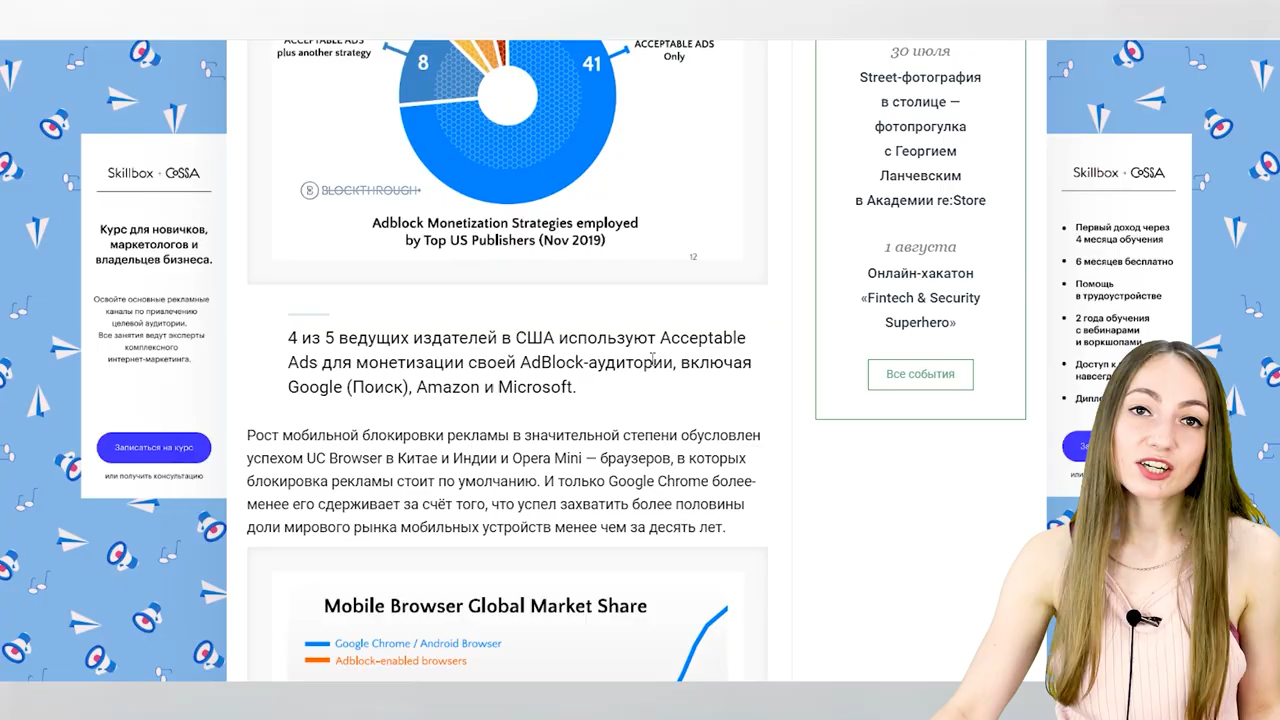 ACCEPTABLE ADS
plus another strategy
8
41
ACCEPTABLE ADS
Only
BLOCKTHROUGH
Adblock Monetization Strategies employed
by Top US Publishers (Nov 2019)
12
4 из 5 ведущих издателей в США используют Acceptable
Ads для монетизации своей AdBlock-аудитории, включая
Google (Поиск), Amazon и Microsoft.
Рост мобильной блокировки рекламы в значительной степени обусловлен
успехом UC Browser в Китае и Индии и Opera Mini — браузеров, в которых
блокировка рекламы стоит по умолчанию. И только Google Chrome более-
менее его сдерживает за счёт того, что успел захватить более половины
доли мирового рынка мобильных устройств менее чем за десять лет.
Mobile Browser Global Market Share
Google Chrome / Android Browser
Adblock-enabled browsers
30 июля
Street-фотография
в столице —
фотопрогулка
с Георгием
Ланчевским
в Академии re:Store
1 августа
Онлайн-хакатон
«Fintech & Security
Superhero»
Все события
Skillbox · COSSA
Курс для новичков,
маркетологов и
владельцев бизнеса.
Освойте основные рекламные
каналы по привлечению
целевой аудитории.
Все занятия ведут эксперты
комплексного
интернет-маркетинга.
Записаться на курс
или получить консультацию
Skillbox · COSSA
Первый доход через
4 месяца обучения
6 месяцев бесплатно
Помощь
в трудоустройстве
2 года обучения
с вебинарами
и воркшопами
Доступ к
навсегд
Дипл
За
или